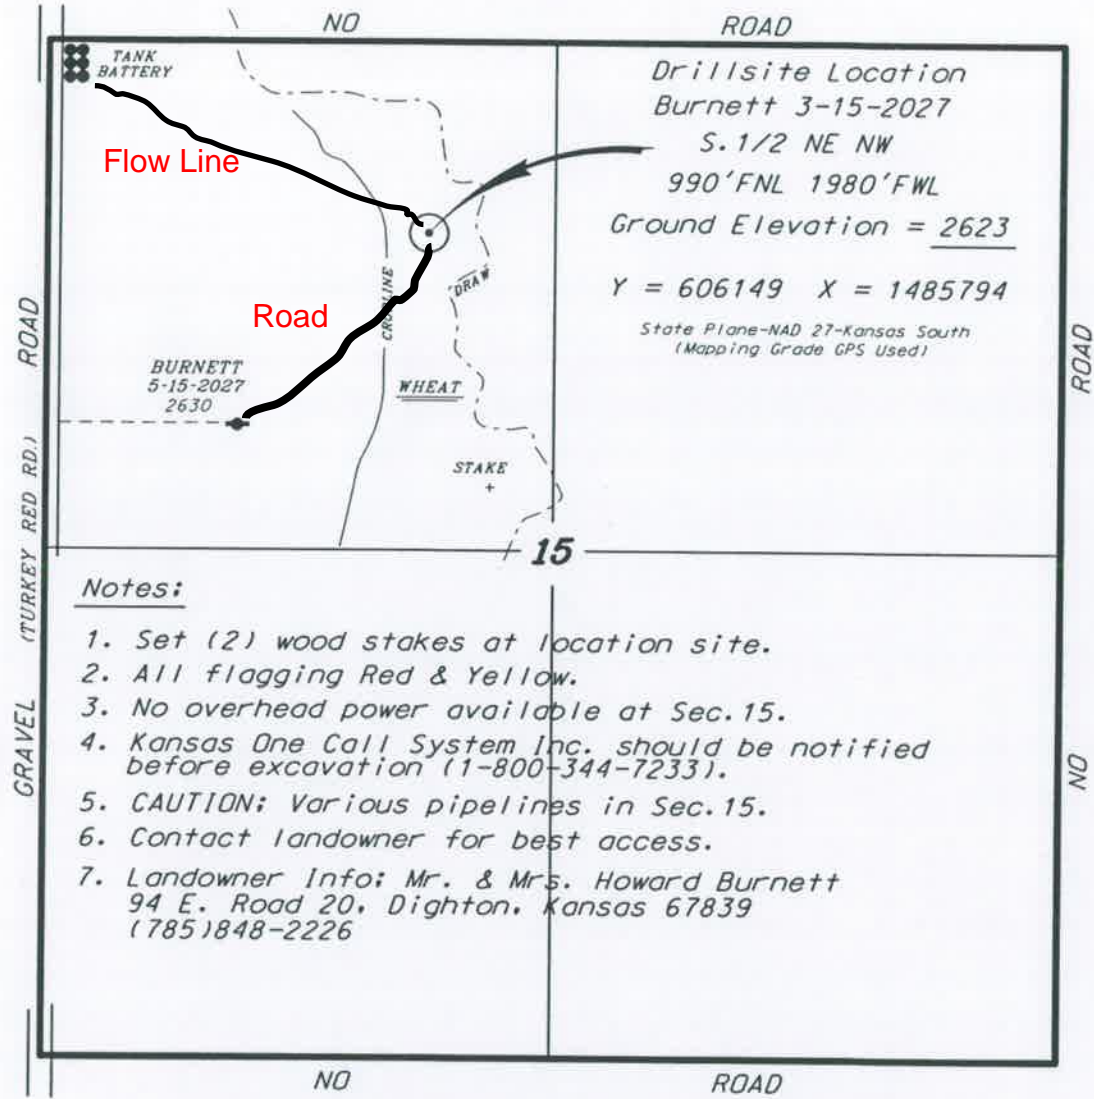 NO ROAD
TANK
BATTERY
Flow Line
Drillsite Location
Burnett 3-15-2027
S.1/2 NE NW
990'FNL 1980'FWL
Ground Elevation = 2623
Y = 606149 X = 1485794
State Plane-NAD 27-Kansas South
(Mapping Grade GPS Used)
DRAW
CROPLINE
Road
BURNETT
5-15-2027
2630
WHEAT
STAKE
+
15
GRAVEL (TURKEY RED RD.) ROAD
NO ROAD
Notes:
1. Set (2) wood stakes at location site.
2. All flagging Red & Yellow.
3. No overhead power available at Sec.15.
4. Kansas One Call System Inc. should be notified
before excavation (1-800-344-7233).
5. CAUTION: Various pipelines in Sec.15.
6. Contact landowner for best access.
7. Landowner Info: Mr. & Mrs. Howard Burnett
94 E. Road 20, Dighton, Kansas 67839
(785)848-2226
NO ROAD